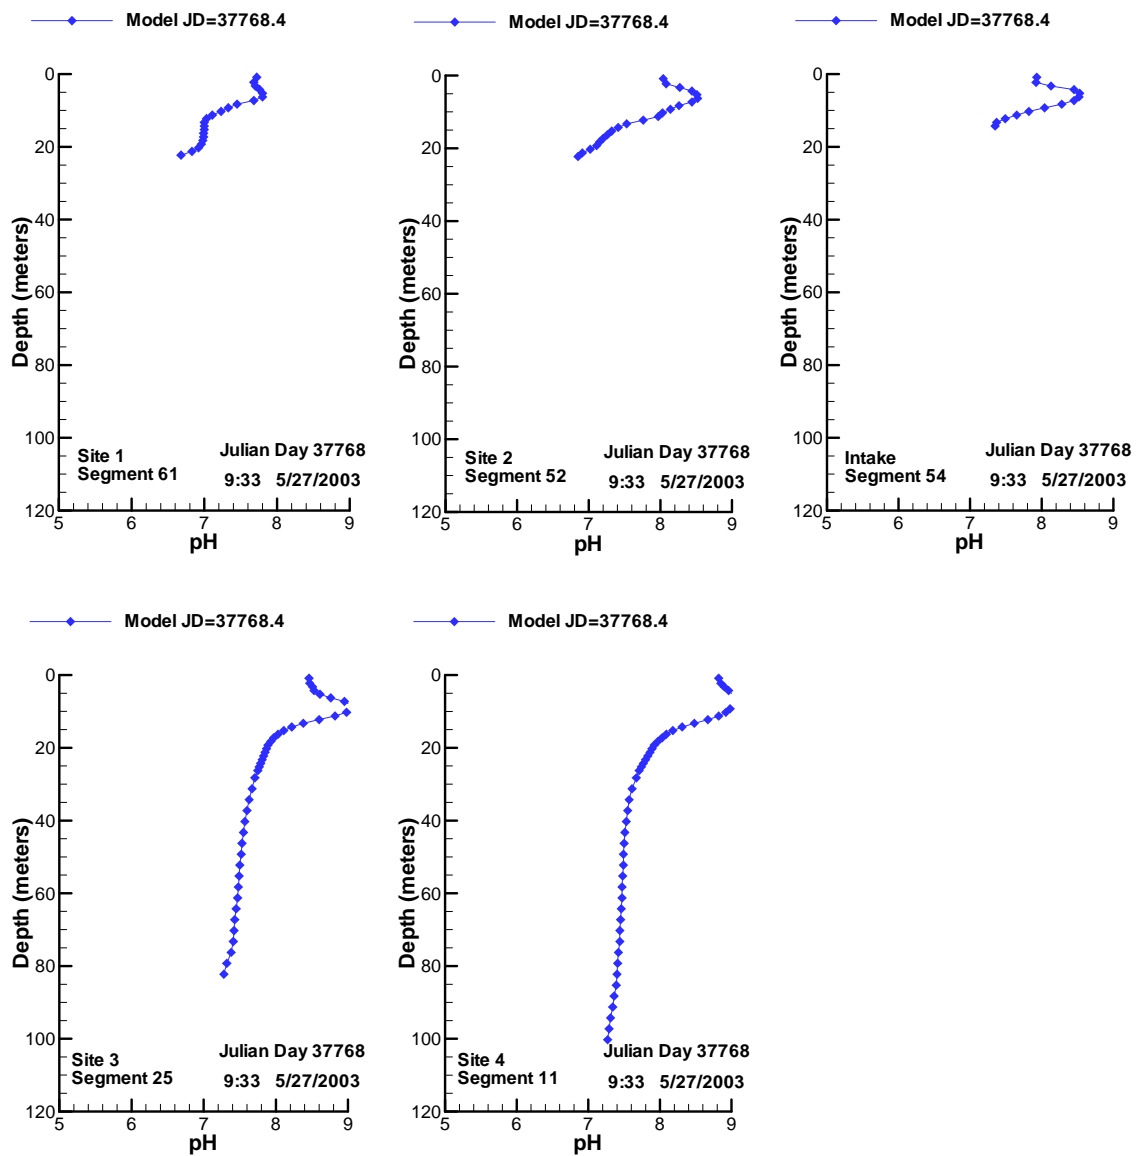 Model JD=37768.4
Model JD=37768.4
Model JD=37768.4
0
20
40
60
80
100
120
Depth (meters)
Site 1
Segment 61
Julian Day 37768
9:33 5/27/2003
5 6 7 8 9
pH
0
20
40
60
80
100
120
Depth (meters)
Site 2
Segment 52
Julian Day 37768
9:33 5/27/2003
5 6 7 8 9
pH
0
20
40
60
80
100
120
Depth (meters)
Intake
Segment 54
Julian Day 37768
9:33 5/27/2003
5 6 7 8 9
pH
Model JD=37768.4
Model JD=37768.4
0
20
40
60
80
100
120
Depth (meters)
Site 3
Segment 25
Julian Day 37768
9:33 5/27/2003
5 6 7 8 9
pH
0
20
40
60
80
100
120
Depth (meters)
Site 4
Segment 11
Julian Day 37768
9:33 5/27/2003
5 6 7 8 9
pH